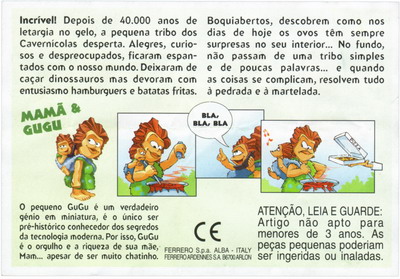 Incrível! Depois de 40.000 anos de
letargia no gelo, a pequena tribo dos
Cavernicolas desperta. Alegres, curio-
sos e despreocupados, ficaram espan-
tados com o nosso mundo. Deixaram de
caçar dinossauros mas devoram com
entusiasmo hamburguers e batatas fritas.
Boquiabertos, descobrem como nos
dias de hoje os ovos têm sempre
surpresas no seu interior... No fundo,
não passam de uma tribo simples
e de poucas palavras... e quando
as coisas se complicam, resolvem tudo
à pedrada e à martelada.
MAMÃ &
GUGU
BLA,
BLA, BLA
O pequeno GuGu é um verdadeiro
génio em miniatura, é o único ser
pré-histórico conhecedor dos segredos
da tecnologia moderna. Por isso, GuGu
é o orgulho e a riqueza de sua mãe,
Mam... apesar de ser muito chatinho.
CE
FERRERO S.p.A. ALBA - ITALY
FERRERO ARDENNES S.A. B6700 ARLON
ATENÇÃO, LEIA E GUARDE:
Artigo não apto para
menores de 3 anos. As
peças pequenas poderiam
ser ingeridas ou inaladas.